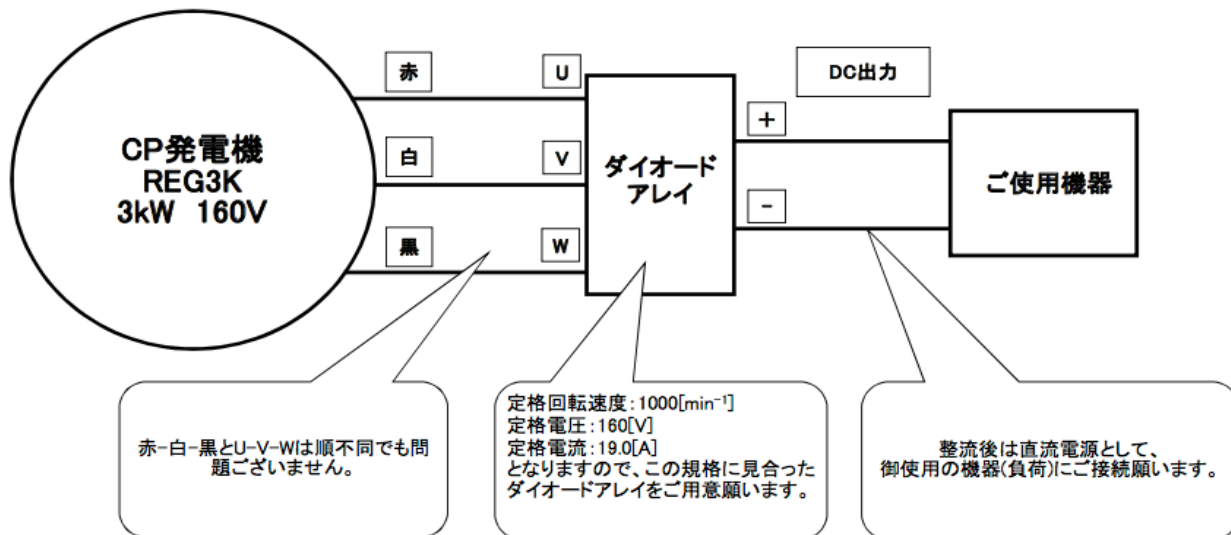 CP発電機
REG3K
3kW 160V
赤
U
白
V
黒
W
ダイオード
アレイ
DC出力
+
-
ご使用機器
赤-白-黒とU-V-Wは順不同でも問
題ございません。
定格回転速度:1000[min⁻¹]
定格電圧:160[V]
定格電流:19.0[A]
となりますので、この規格に見合った
ダイオードアレイをご用意願います。
整流後は直流電源として、
御使用の機器(負荷)にご接続願います。